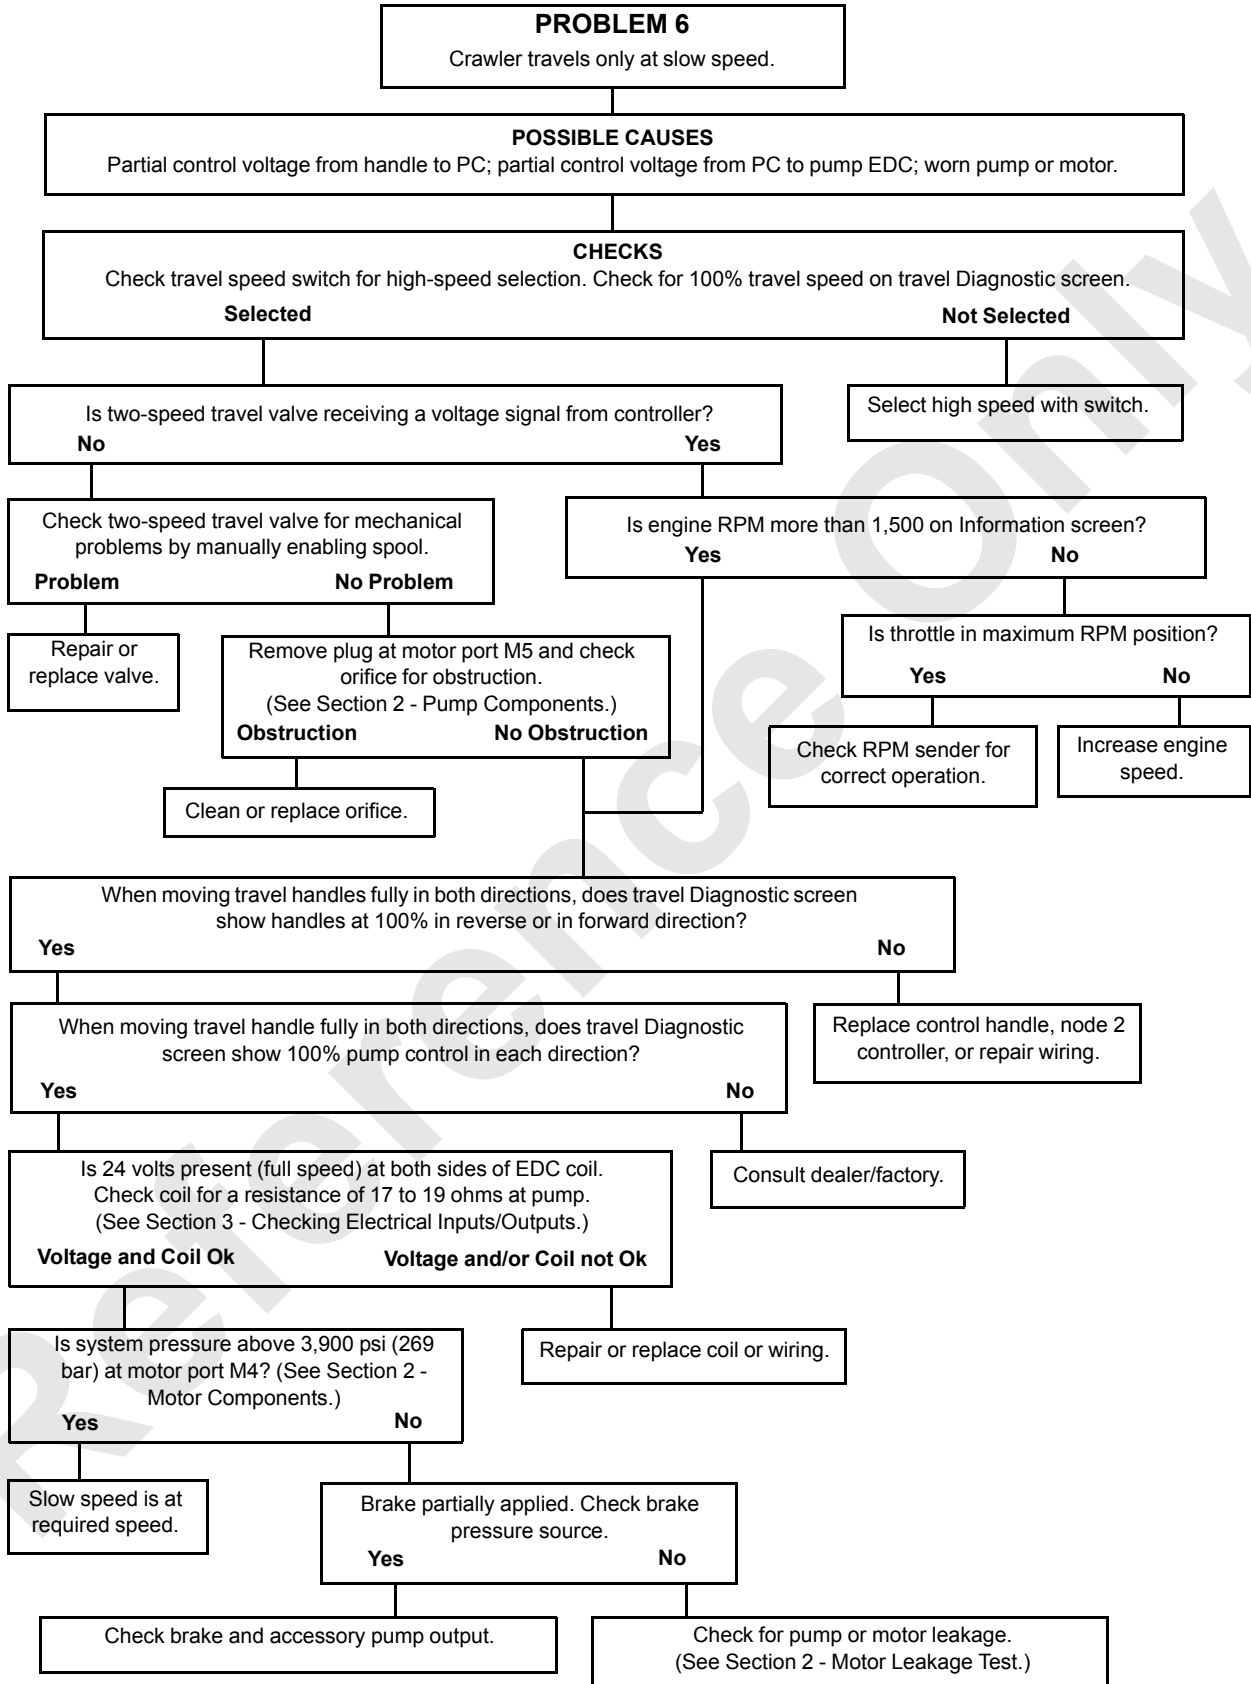 PROBLEM 6
Crawler travels only at slow speed.
POSSIBLE CAUSES
Partial control voltage from handle to PC; partial control voltage from PC to pump EDC; worn pump or motor.
CHECKS
Check travel speed switch for high-speed selection. Check for 100% travel speed on travel Diagnostic screen.
Selected
Not Selected
Is two-speed travel valve receiving a voltage signal from controller?
No
Yes
Select high speed with switch.
Check two-speed travel valve for mechanical
problems by manually enabling spool.
Problem
No Problem
Is engine RPM more than 1,500 on Information screen?
Yes
No
Repair or
replace valve.
Remove plug at motor port M5 and check
orifice for obstruction.
(See Section 2 - Pump Components.)
Obstruction
No Obstruction
Is throttle in maximum RPM position?
Yes
No
Clean or replace orifice.
Check RPM sender for
correct operation.
Increase engine
speed.
When moving travel handles fully in both directions, does travel Diagnostic screen
show handles at 100% in reverse or in forward direction?
Yes
No
When moving travel handle fully in both directions, does travel Diagnostic
screen show 100% pump control in each direction?
Yes
No
Replace control handle, node 2
controller, or repair wiring.
Is 24 volts present (full speed) at both sides of EDC coil.
Check coil for a resistance of 17 to 19 ohms at pump.
(See Section 3 - Checking Electrical Inputs/Outputs.)
Voltage and Coil Ok
Voltage and/or Coil not Ok
Consult dealer/factory.
Is system pressure above 3,900 psi (269
bar) at motor port M4? (See Section 2 -
Motor Components.)
Yes
No
Repair or replace coil or wiring.
Slow speed is at
required speed.
Brake partially applied. Check brake
pressure source.
Yes
No
Check brake and accessory pump output.
Check for pump or motor leakage.
(See Section 2 - Motor Leakage Test.)
Reference Only